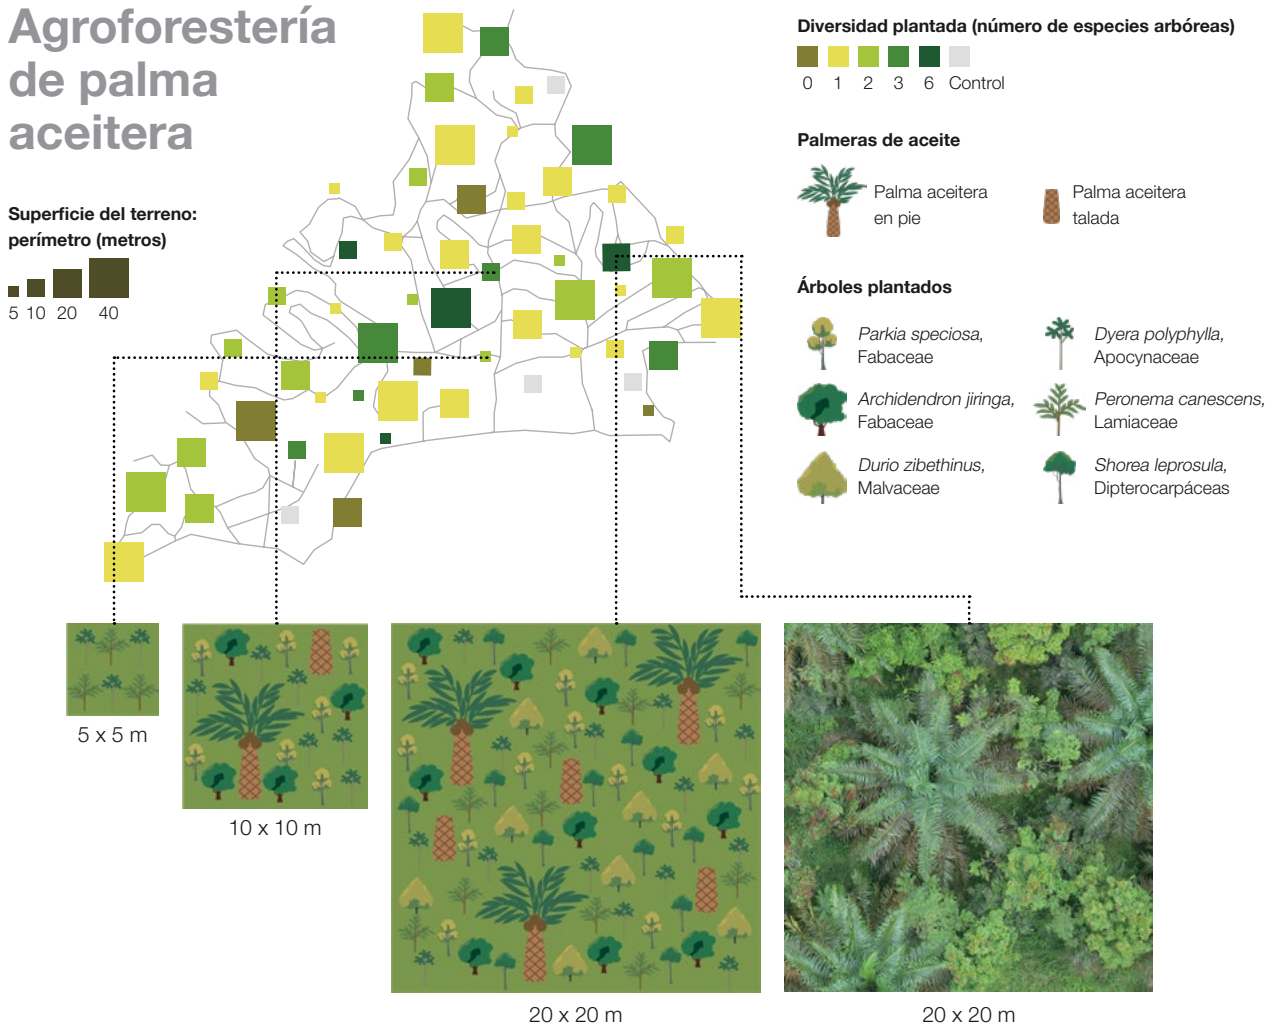 Agroforestería
de palma
aceitera
Superficie del terreno:
perímetro (metros)
5 10 20 40
Diversidad plantada (número de especies arbóreas)
0 1 2 3 6 Control
Palmeras de aceite
Palma aceitera
en pie
Palma aceitera
talada
Árboles plantados
Parkia speciosa,
Fabaceae
Dyera polyphylla,
Apocynaceae
Archidendron jiringa,
Fabaceae
Peronema canescens,
Lamiaceae
Durio zibethinus,
Malvaceae
Shorea leprosula,
Dipterocarpáceas
5 x 5 m
10 x 10 m
20 x 20 m
20 x 20 m